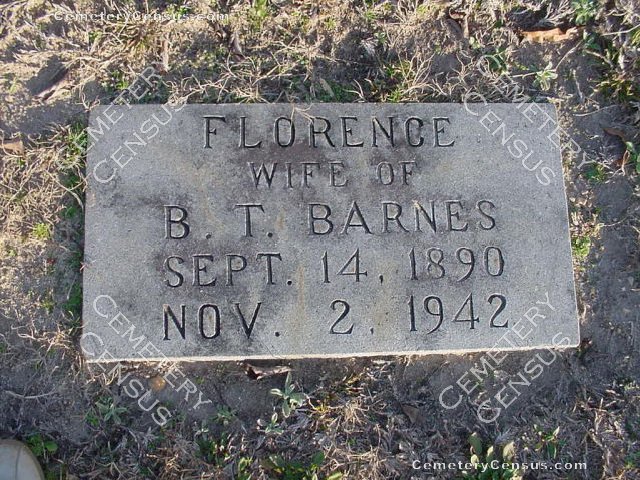 CemeteryCensus.com
FLORENCE
WIFE OF
B. T. BARNES
SEPT. 14, 1890
NOV. 2, 1942
CEMETERY
CENSUS
CEMETERY
CENSUS
CEMETERY
CENSUS
CEMETERY
CENSUS
CemeteryCensus.com